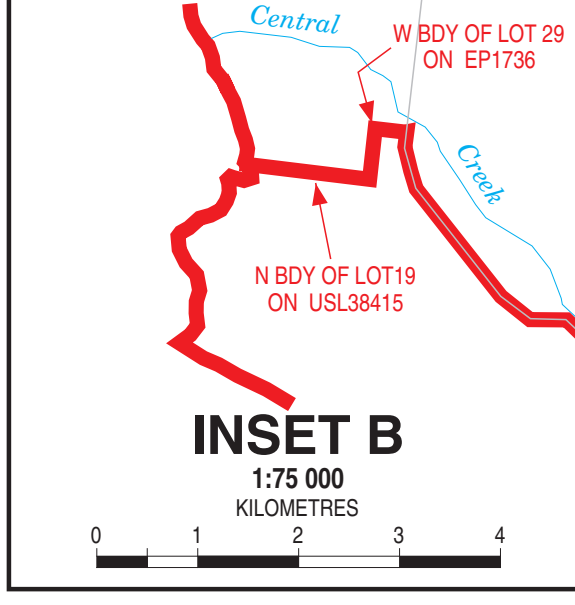 Central
W BDY OF LOT 29
ON EP1736
Creek
N BDY OF LOT19
ON USL38415
INSET B
1:75 000
KILOMETRES
0 1 2 3 4